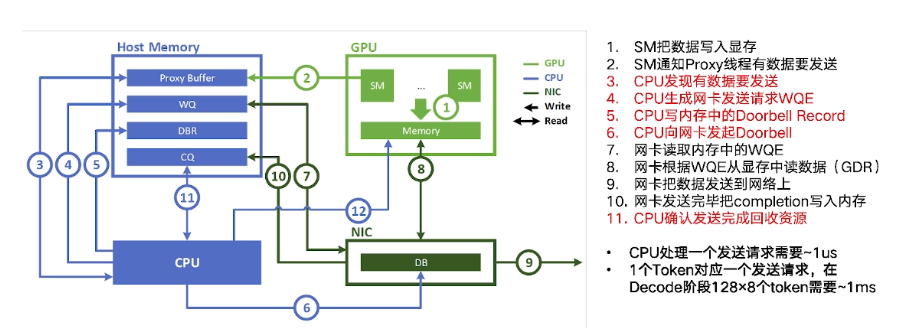 Host Memory
Proxy Buffer
WQ
DBR
CQ
GPU
SM
...
SM
Memory
GPU
CPU
NIC
Write
Read
1
2
3
4
5
6
7
8
9
10
11
12
CPU
NIC
DB
1. SM把数据写入显存
2. SM通知Proxy线程有数据要发送
3. CPU发现有数据要发送
4. CPU生成网卡发送请求WQE
5. CPU写内存中的Doorbell Record
6. CPU向网卡发起Doorbell
7. 网卡读取内存中的WQE
8. 网卡根据WQE从显存中读数据（GDR）
9. 网卡把数据发送到网络上
10. 网卡发送完毕把completion写入内存
11. CPU确认发送完成回收资源
• CPU处理一个发送请求需要~1us
• 1个Token对应一个发送请求，在
Decode阶段128×8个token需要~1ms